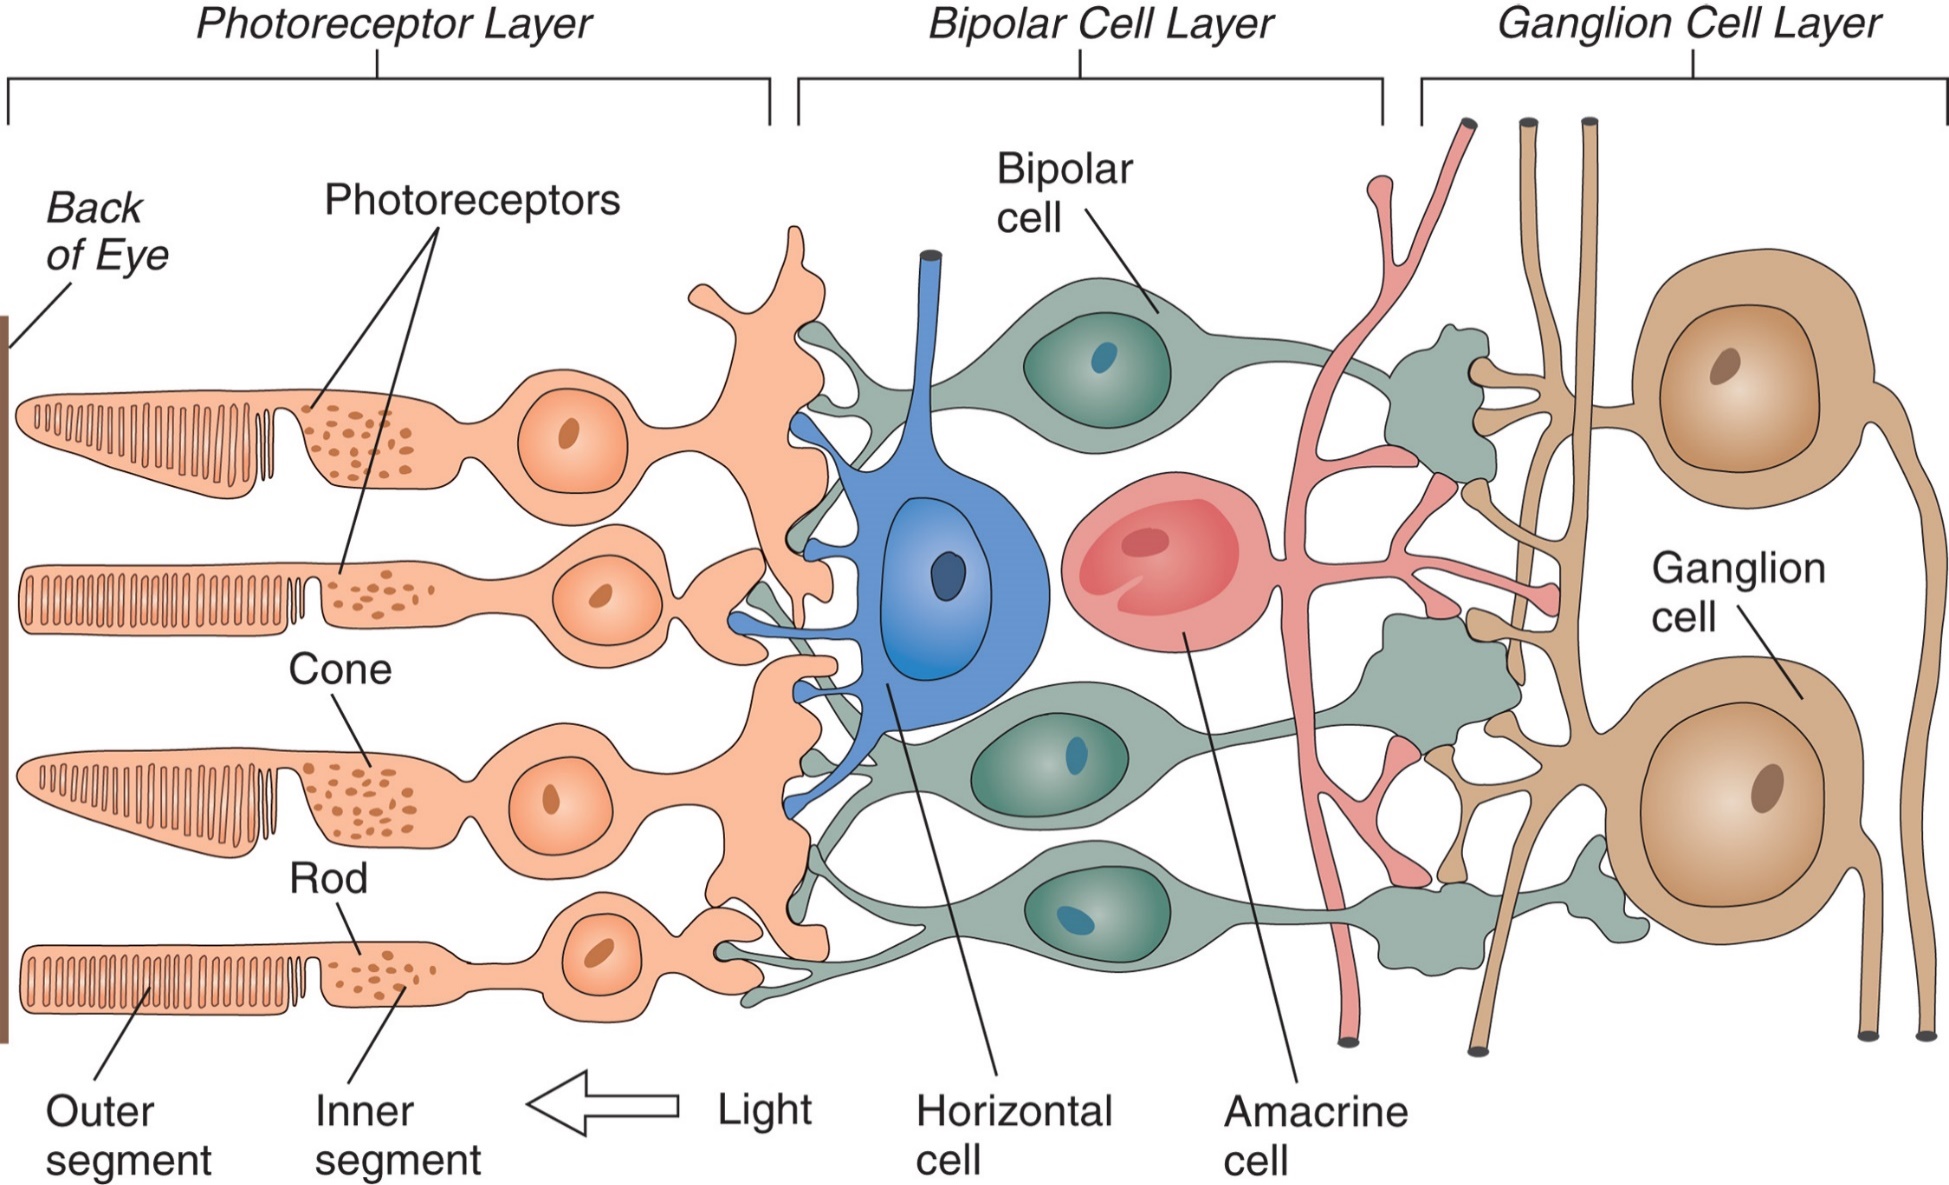 Photoreceptor Layer
Bipolar Cell Layer
Ganglion Cell Layer
Back
of Eye
Photoreceptors
Bipolar
cell
Ganglion
cell
Cone
Rod
Outer
segment
Inner
segment
Light
Horizontal
cell
Amacrine
cell